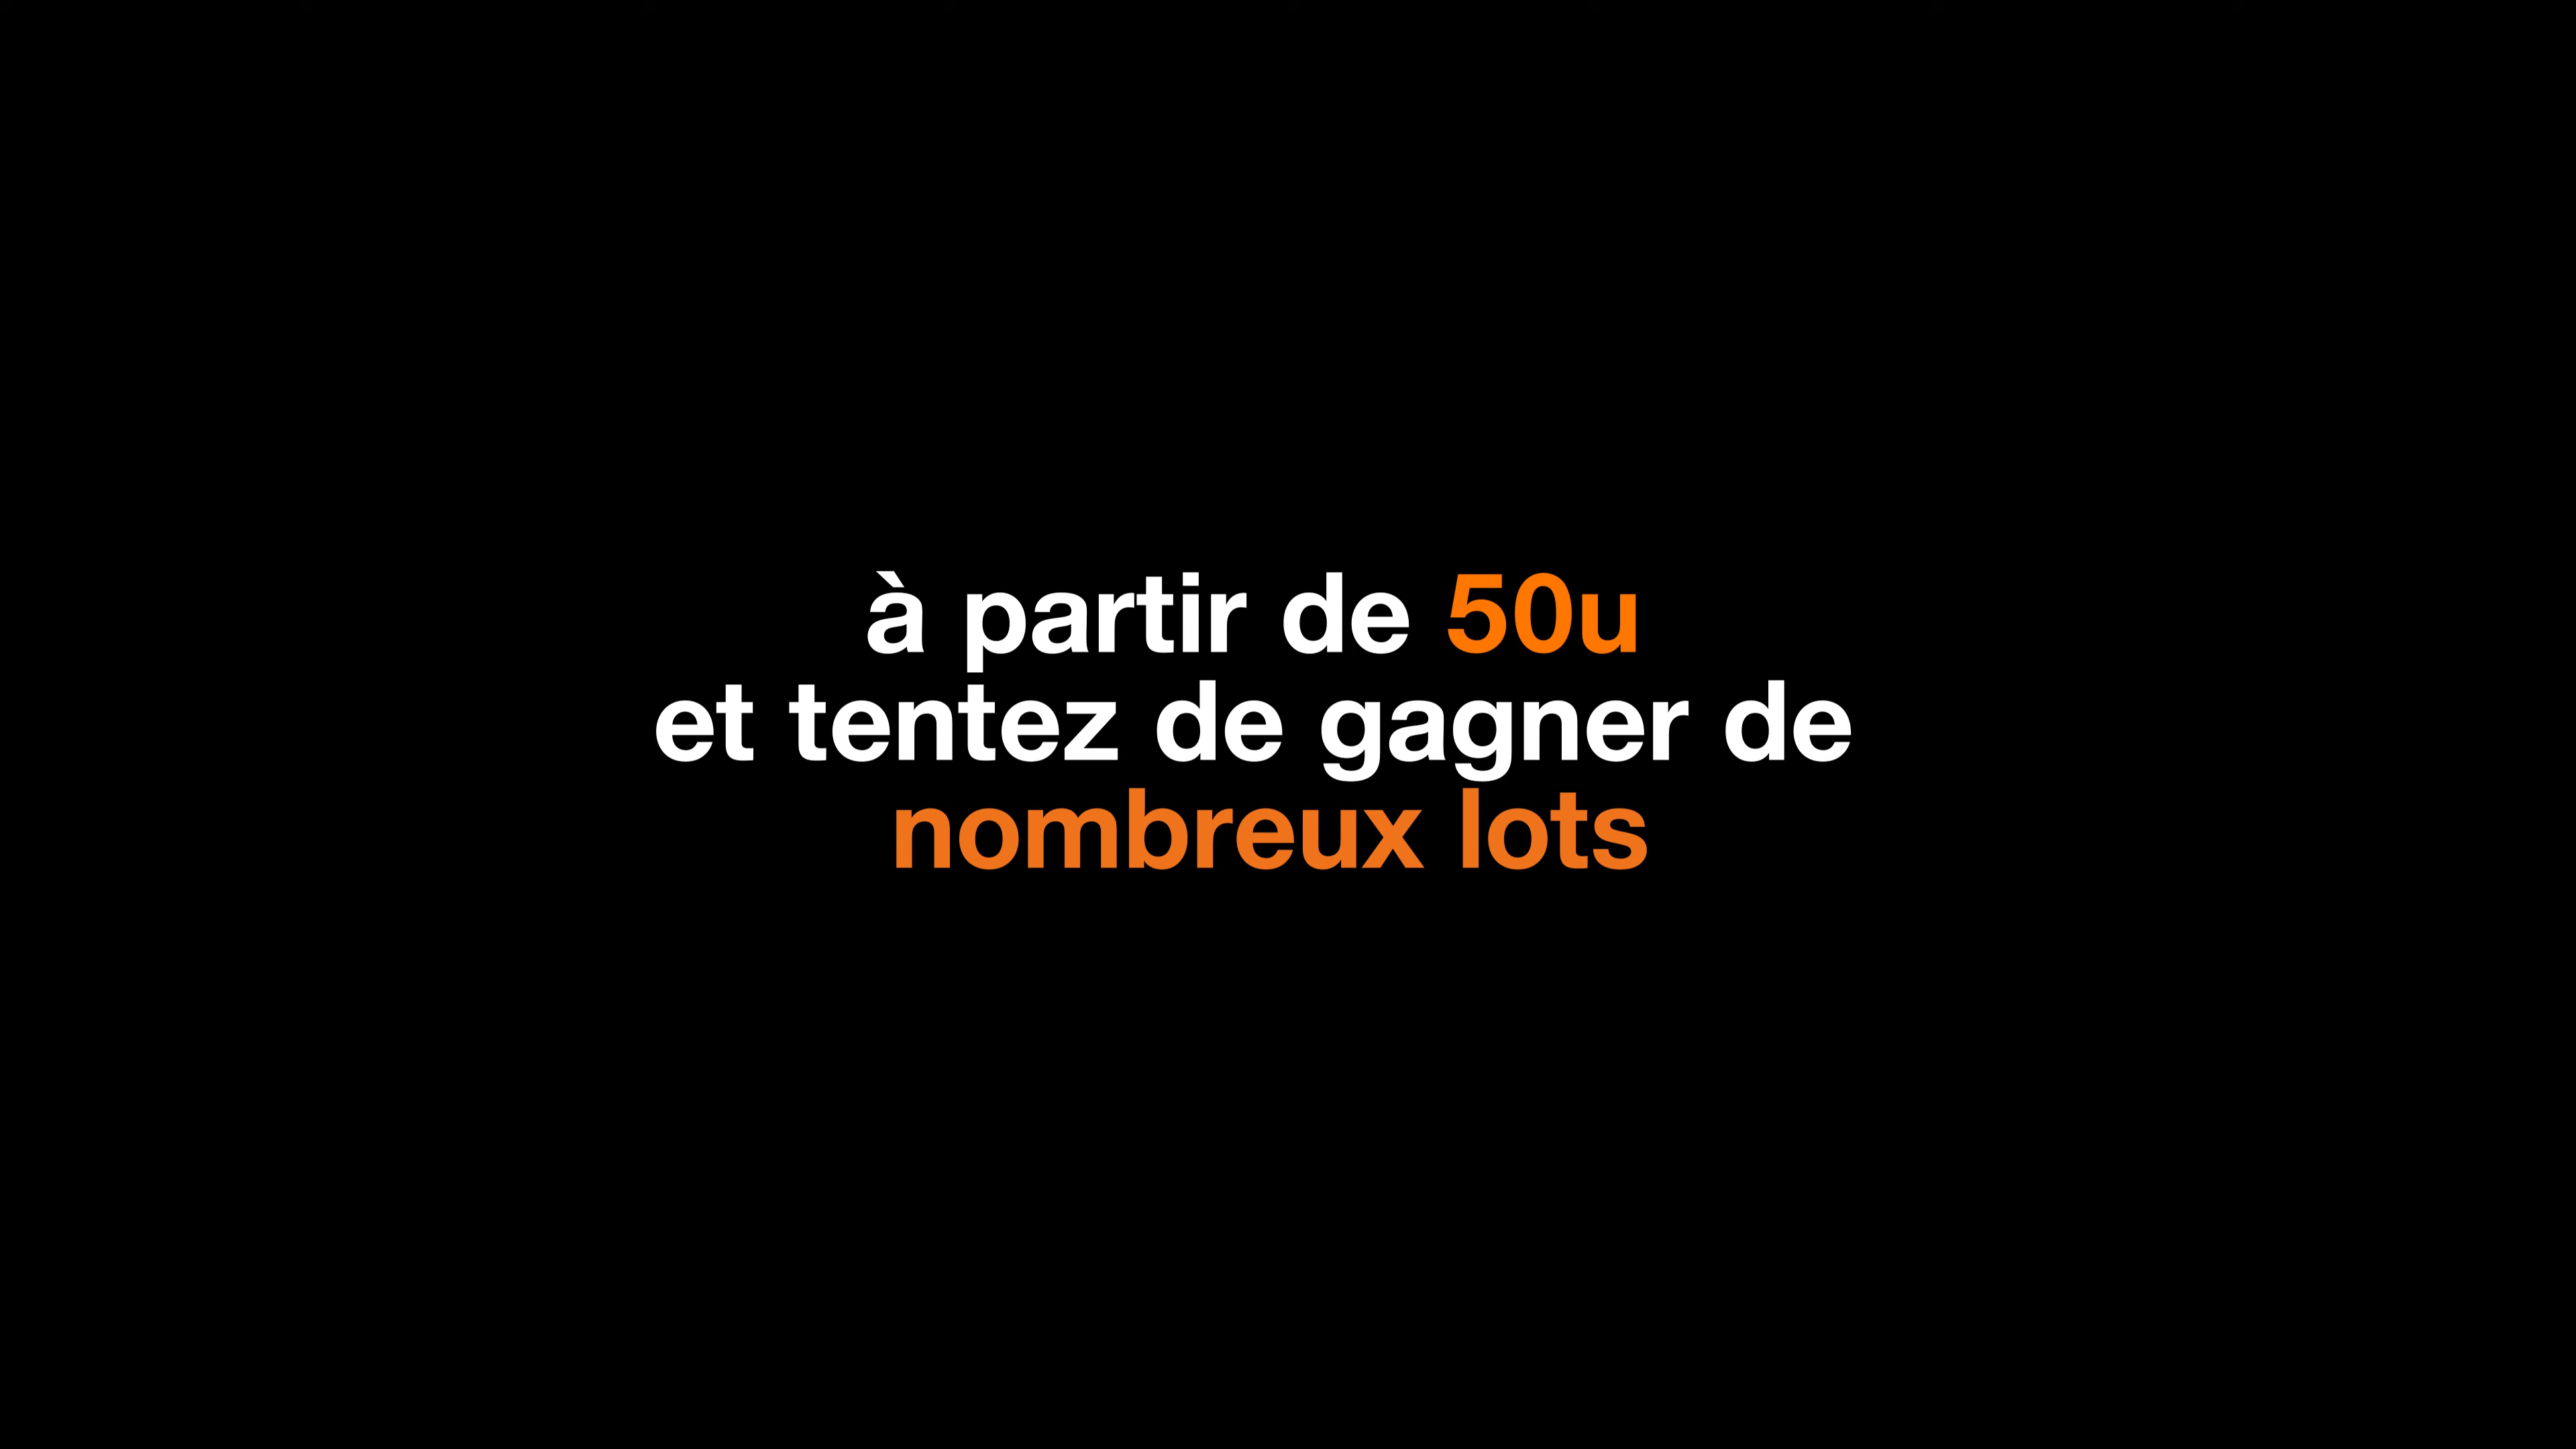 à partir de 50u
et tentez de gagner de
nombreux lots